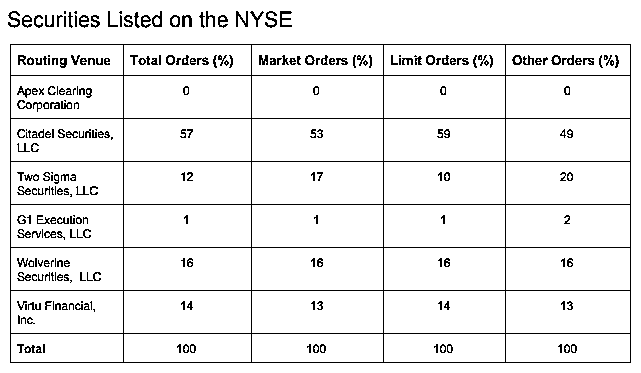 Securities Listed on the NYSE
Routing Venue Total Orders (%) Market Orders (%) Limit Orders (%) Other Orders (%)
Apex Clearing
Corporation 0 0 0 0
Citadel Securities,
LLC 57 53 59 49
Two Sigma
Securities, LLC 12 17 10 20
G1 Execution
Services, LLC 1 1 1 2
Wolverine
Securities, LLC 16 16 16 16
Virtu Financial,
Inc. 14 13 14 13
Total 100 100 100 100